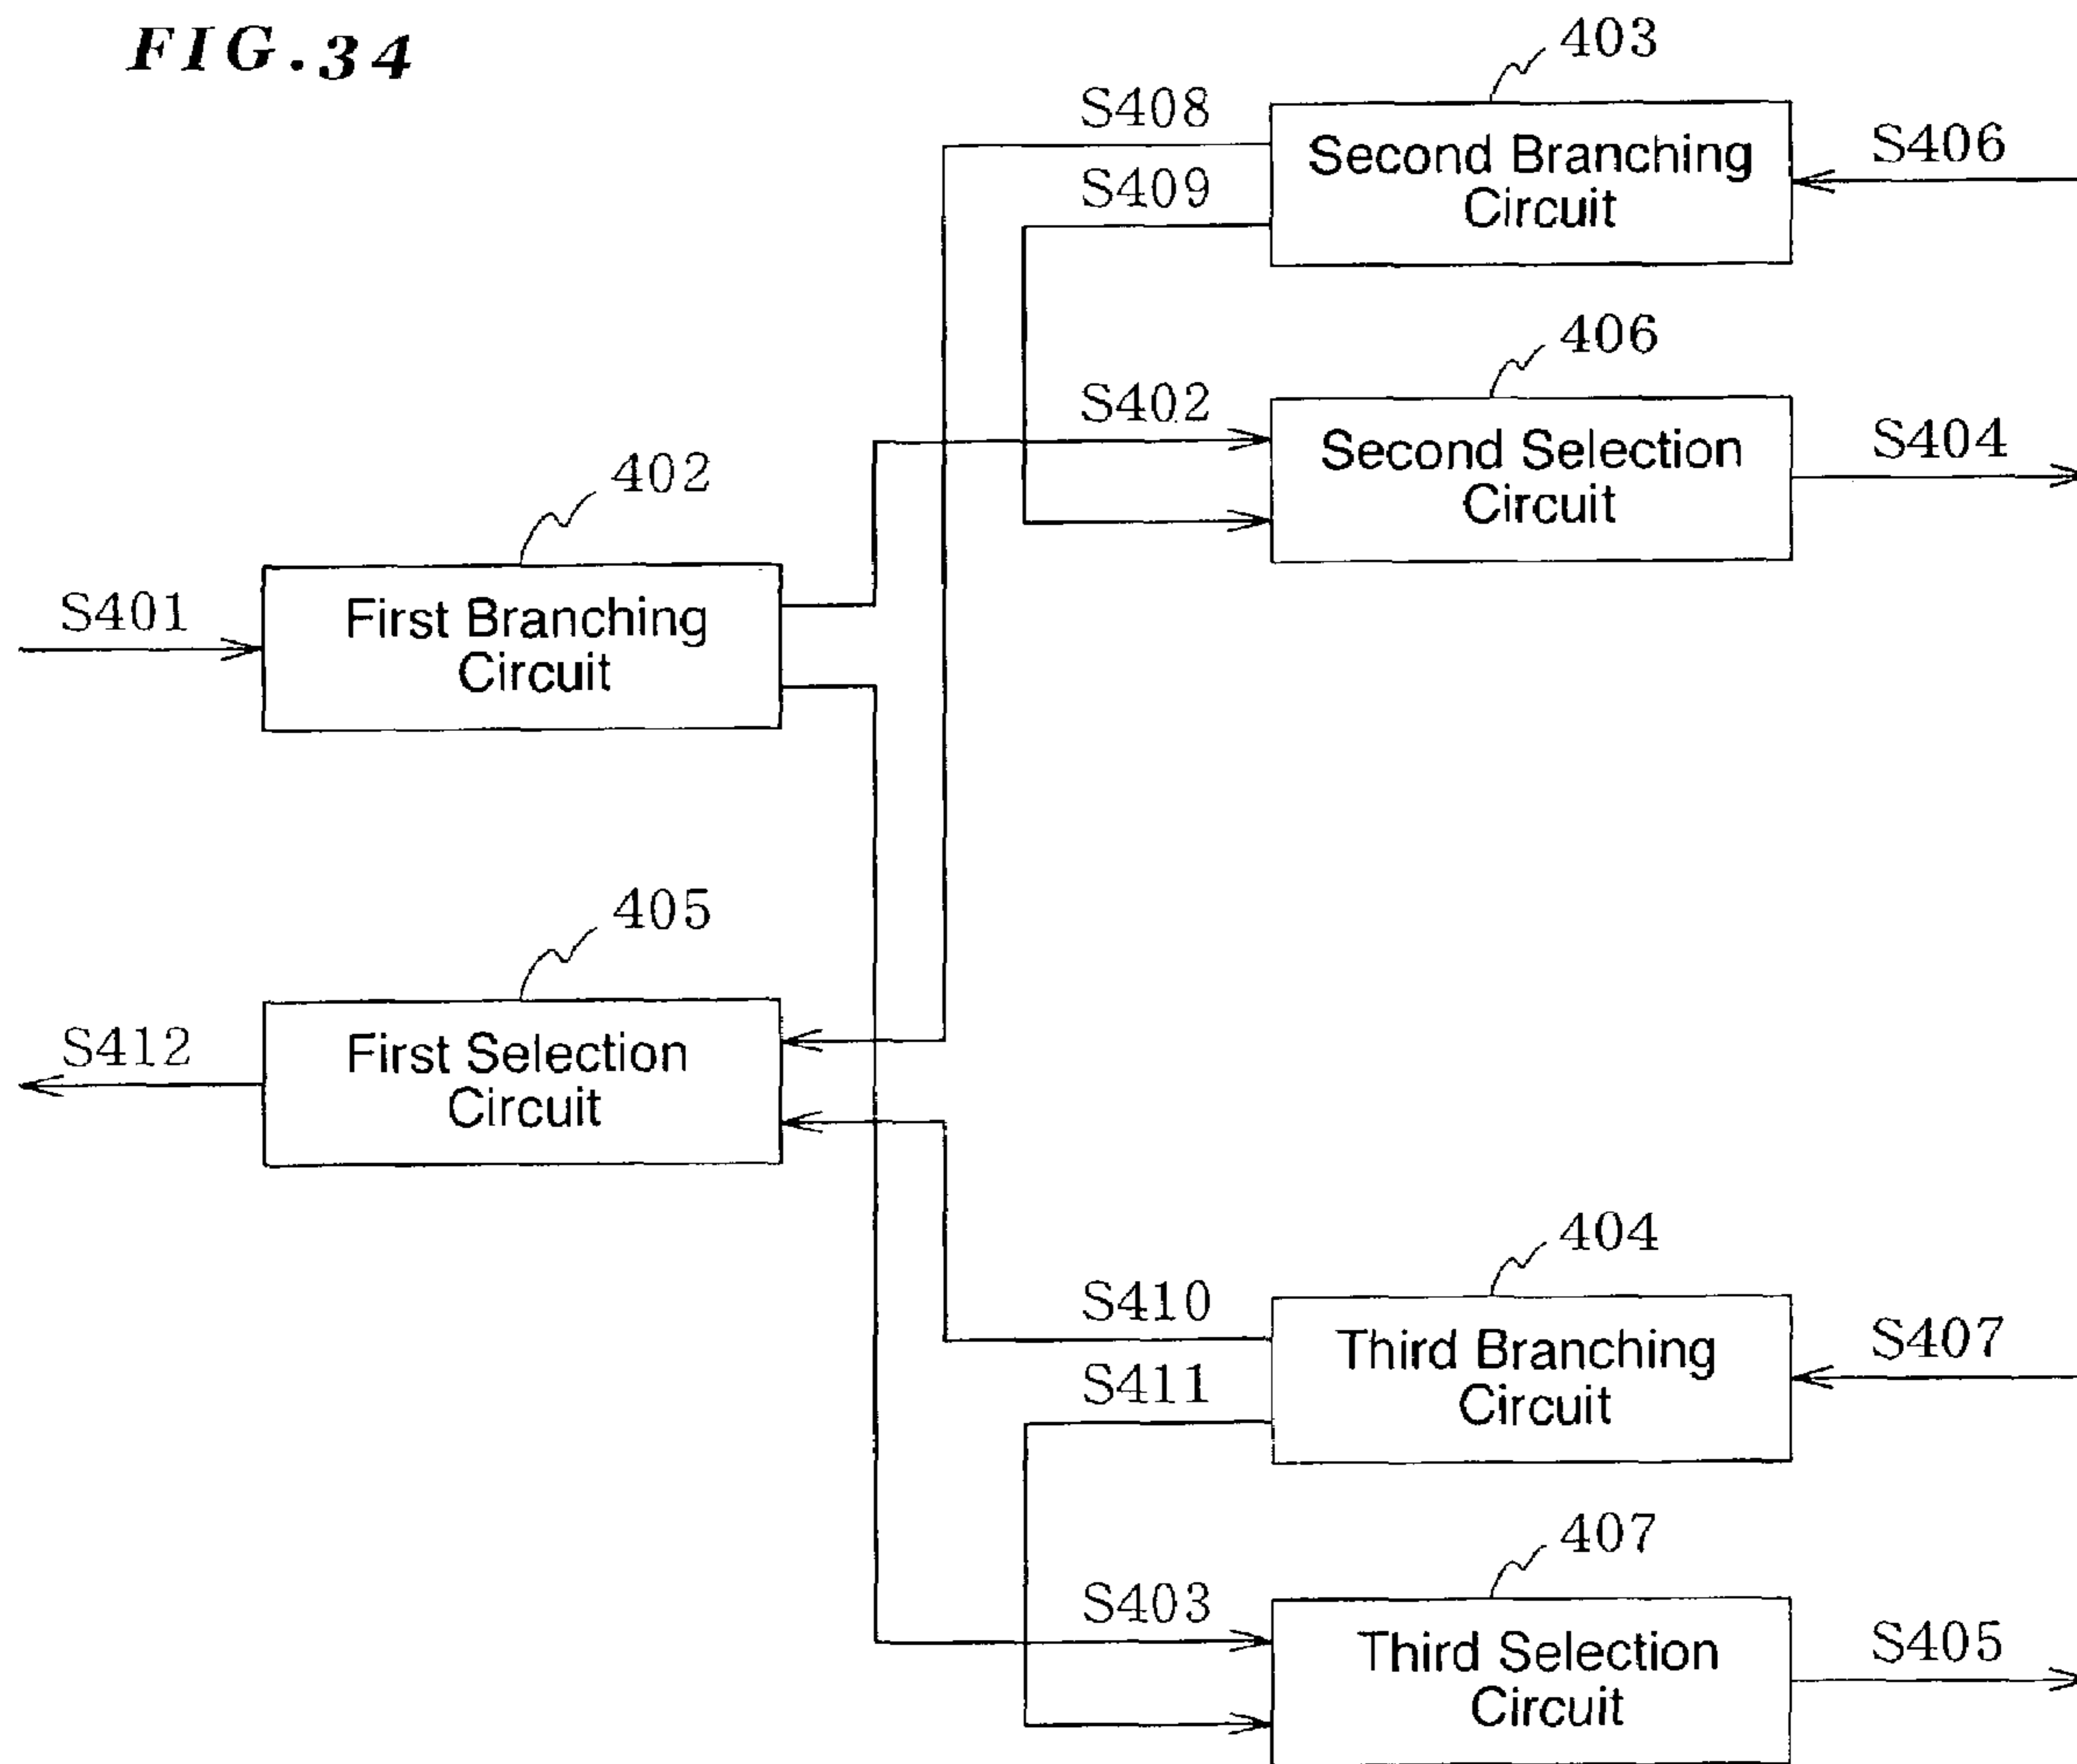 FIG.34
403
S408
Second Branching
Circuit
S406
S409
406
S402
Second Selection
Circuit
S404
402
S401
First Branching
Circuit
405
S412
First Selection
Circuit
404
S410
Third Branching
Circuit
S407
S411
407
S403
Third Selection
Circuit
S405